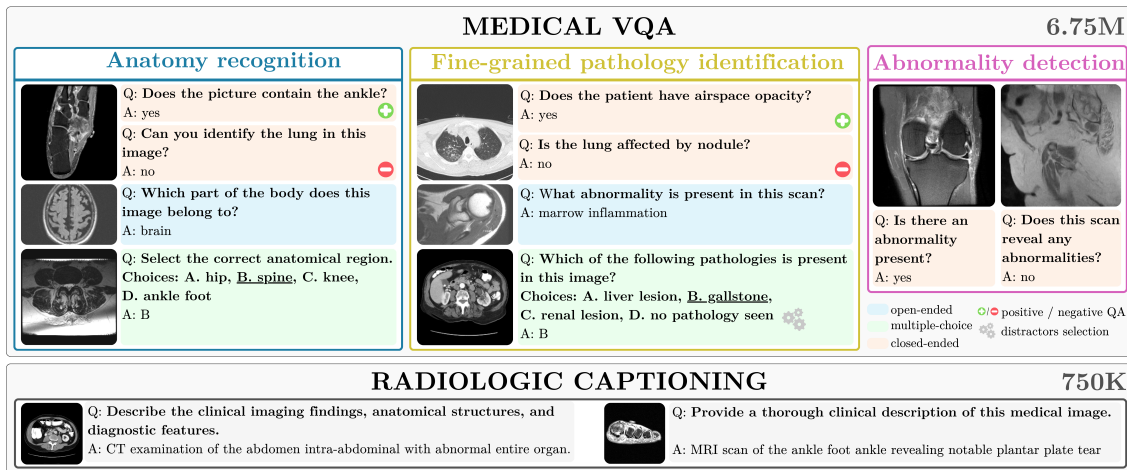 MEDICAL VQA
6.75M
Anatomy recognition
Q: Does the picture contain the ankle?
A: yes
Q: Can you identify the lung in this
image?
A: no
Q: Which part of the body does this
image belong to?
A: brain
Q: Select the correct anatomical region.
Choices: A. hip, B. spine, C. knee,
D. ankle foot
A: B
Fine-grained pathology identification
Q: Does the patient have airspace opacity?
A: yes
Q: Is the lung affected by nodule?
A: no
Q: What abnormality is present in this scan?
A: marrow inflammation
Q: Which of the following pathologies is present
in this image?
Choices: A. liver lesion, B. gallstone,
C. renal lesion, D. no pathology seen
A: B
Abnormality detection
Q: Is there an
abnormality
present?
A: yes
Q: Does this scan
reveal any
abnormalities?
A: no
open-ended
multiple-choice
closed-ended
/ positive / negative QA
distractors selection
RADIOLOGIC CAPTIONING
750K
Q: Describe the clinical imaging findings, anatomical structures, and
diagnostic features.
A: CT examination of the abdomen intra-abdominal with abnormal entire organ.
Q: Provide a thorough clinical description of this medical image.
A: MRI scan of the ankle foot ankle revealing notable plantar plate tear